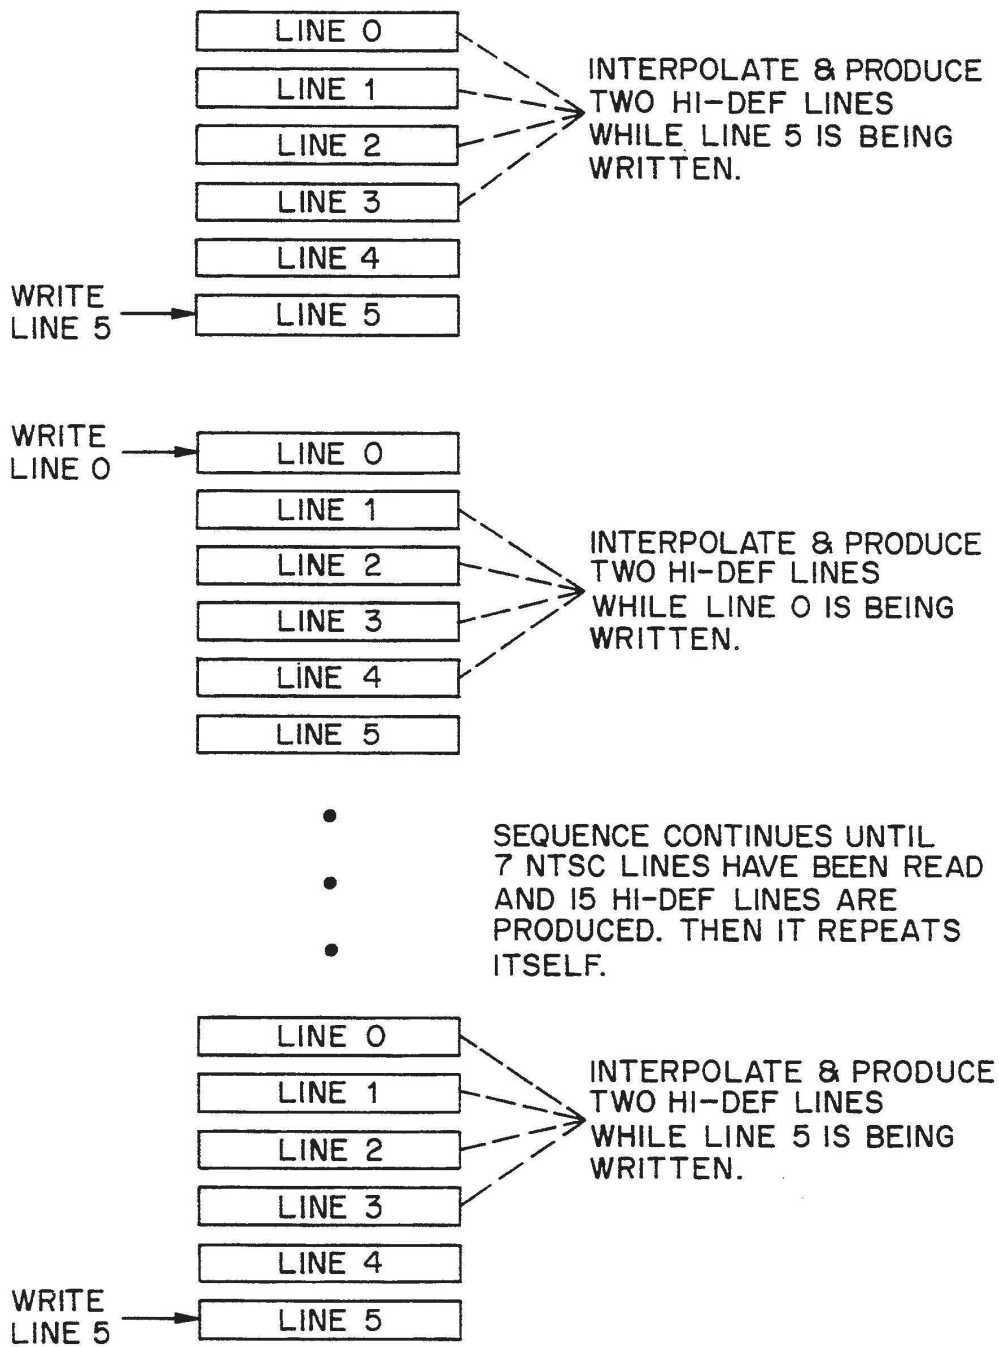 LINE 0
LINE 1
LINE 2
LINE 3
LINE 4
LINE 5
WRITE
LINE 5
INTERPOLATE & PRODUCE
TWO HI-DEF LINES
WHILE LINE 5 IS BEING
WRITTEN.
WRITE
LINE 0
LINE 0
LINE 1
LINE 2
LINE 3
LINE 4
LINE 5
INTERPOLATE & PRODUCE
TWO HI-DEF LINES
WHILE LINE 0 IS BEING
WRITTEN.
SEQUENCE CONTINUES UNTIL
7 NTSC LINES HAVE BEEN READ
AND 15 HI-DEF LINES ARE
PRODUCED. THEN IT REPEATS
ITSELF.
LINE 0
LINE 1
LINE 2
LINE 3
LINE 4
LINE 5
WRITE
LINE 5
INTERPOLATE & PRODUCE
TWO HI-DEF LINES
WHILE LINE 5 IS BEING
WRITTEN.